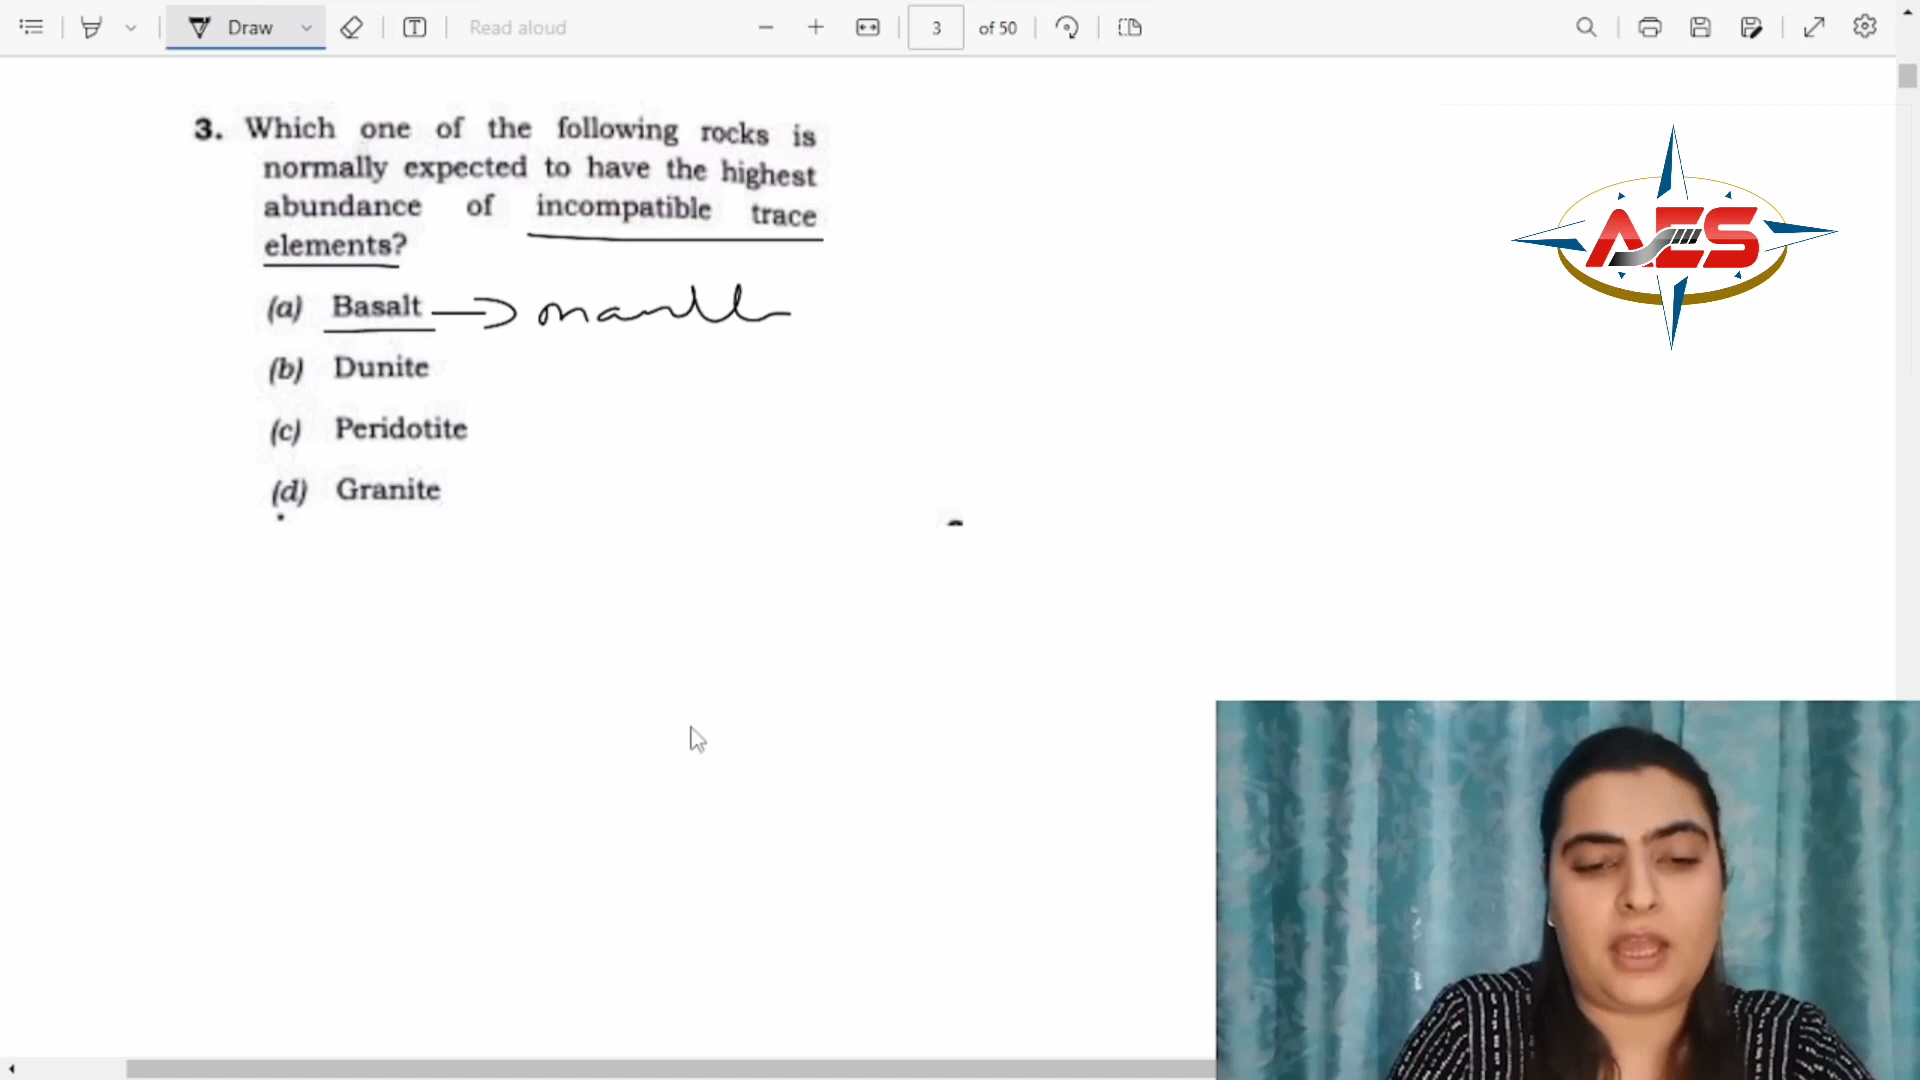 Draw
Read aloud
3
of 50
3. Which one of the following rocks is
normally expected to have the highest
abundance of incompatible trace
elements?
(a) Basalt → mantle
(b) Dunite
(c) Peridotite
(d) Granite
AES